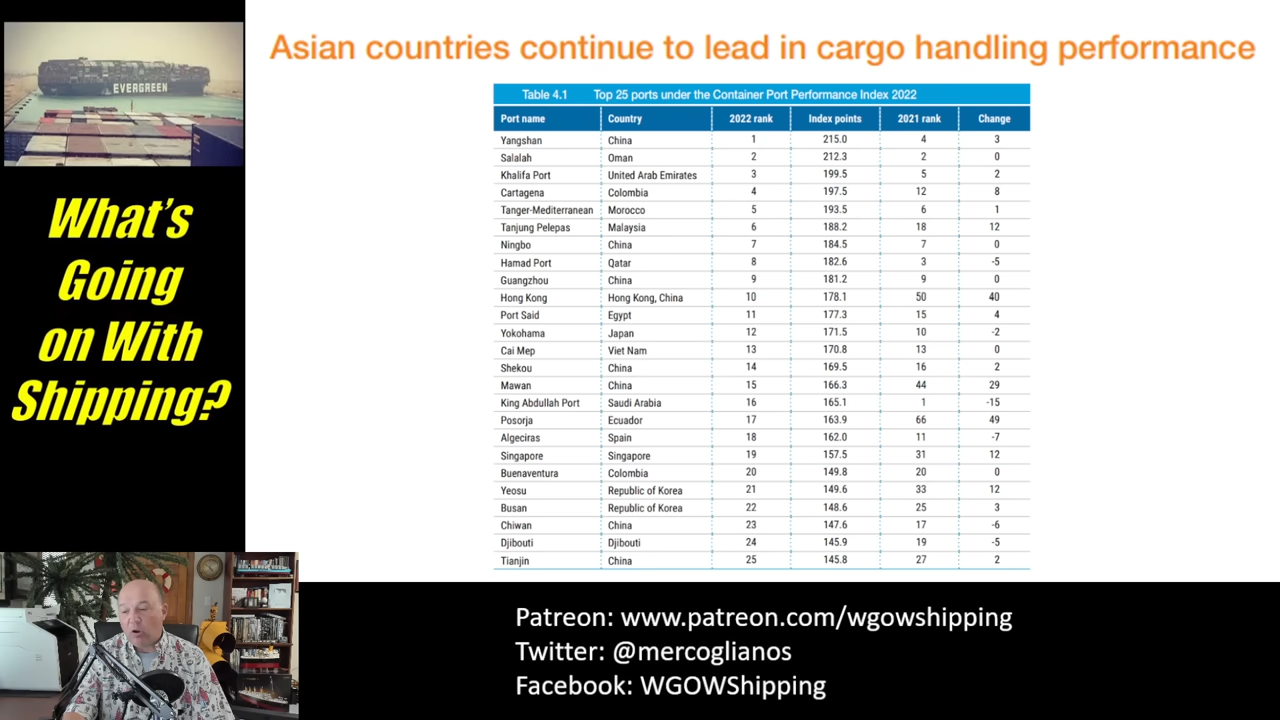 EVERGREEN
What's
Going
on With
Shipping?
Asian countries continue to lead in cargo handling performance
Table 4.1 Top 25 ports under the Container Port Performance Index 2022
Port name Country 2022 rank Index points 2021 rank Change
Yangshan China 1 215.0 4 3
Salalah Oman 2 212.3 2 0
Khalifa Port United Arab Emirates 3 199.5 5 2
Cartagena Colombia 4 197.5 12 8
Tanger-Mediterranean Morocco 5 193.5 6 1
Tanjung Pelepas Malaysia 6 188.2 18 12
Ningbo China 7 184.5 7 0
Hamad Port Qatar 8 182.6 3 -5
Guangzhou China 9 181.2 9 0
Hong Kong Hong Kong, China 10 178.1 50 40
Port Said Egypt 11 177.3 15 4
Yokohama Japan 12 171.5 10 -2
Cai Mep Viet Nam 13 170.8 13 0
Shekou China 14 169.5 16 2
Mawan China 15 166.3 44 29
King Abdullah Port Saudi Arabia 16 165.1 1 -15
Posorja Ecuador 17 163.9 66 49
Algeciras Spain 18 162.0 11 -7
Singapore Singapore 19 157.5 31 12
Buenaventura Colombia 20 149.8 20 0
Yeosu Republic of Korea 21 149.6 33 12
Busan Republic of Korea 22 148.6 25 3
Chiwan China 23 147.6 17 -6
Djibouti Djibouti 24 145.9 19 -5
Tianjin China 25 145.8 27 2
Patreon: www.patreon.com/wgowshipping
Twitter: @mercoglianos
Facebook: WGOWShipping